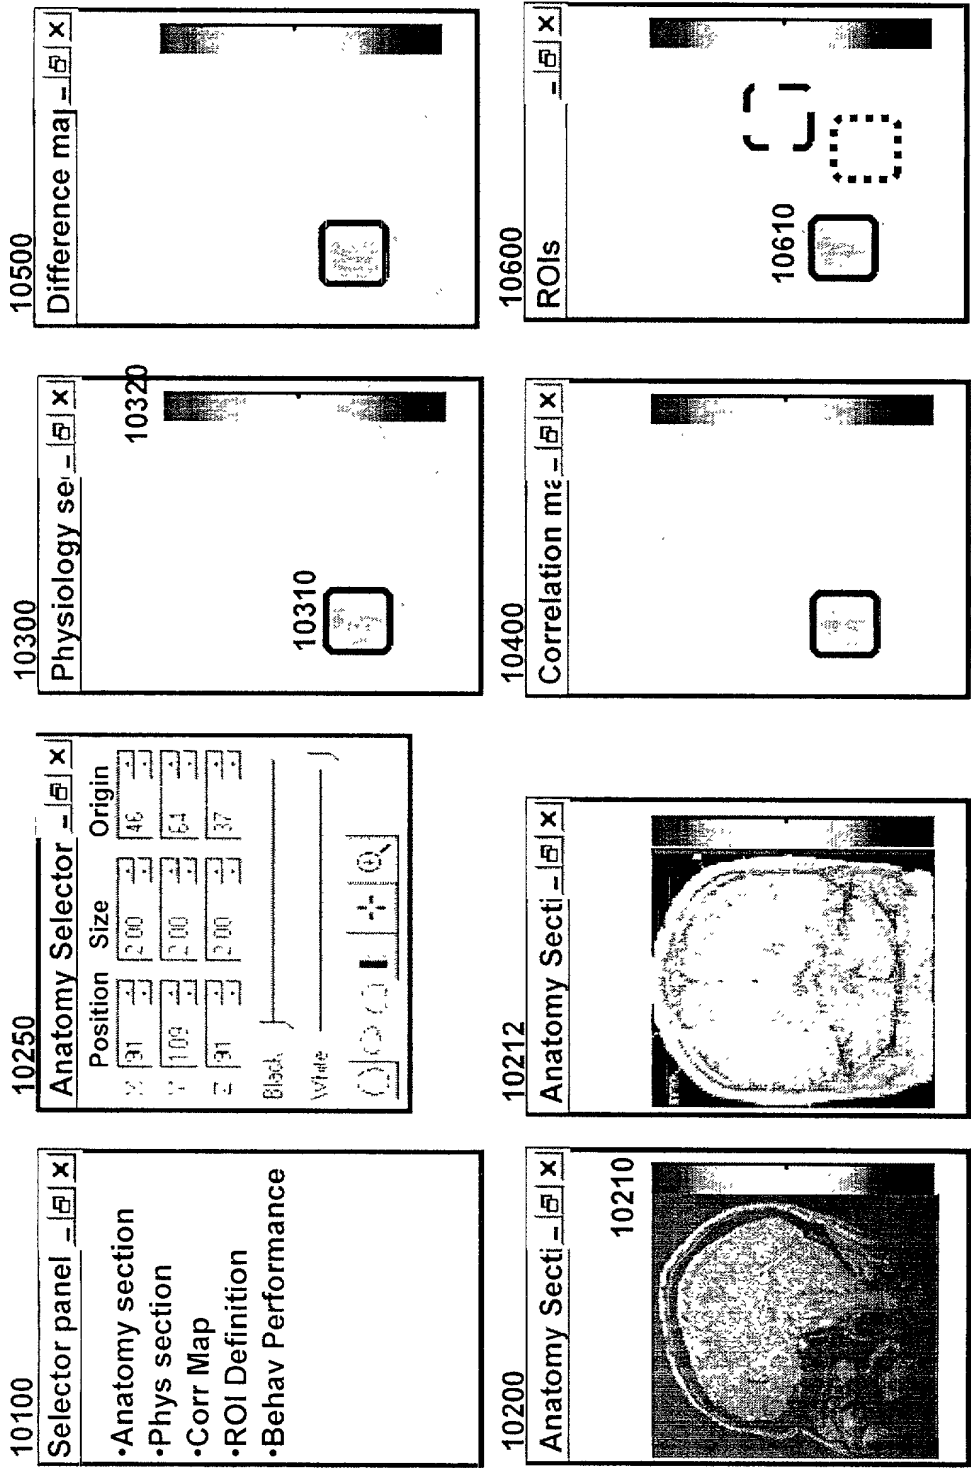 10100
Selector panel
•Anatomy section
•Phys section
•Corr Map
•ROI Definition
•Behav Performance
10250
Anatomy Selector
Position Size Origin
X 91 2.00 46
Y 109 2.00 64
Z 91 2.00 37
Black
White
10300
Physiology se
10320
10310
10500
Difference ma
10200
Anatomy Secti
10210
10212
Anatomy Secti
10400
Correlation ma
10600
ROIs
10610